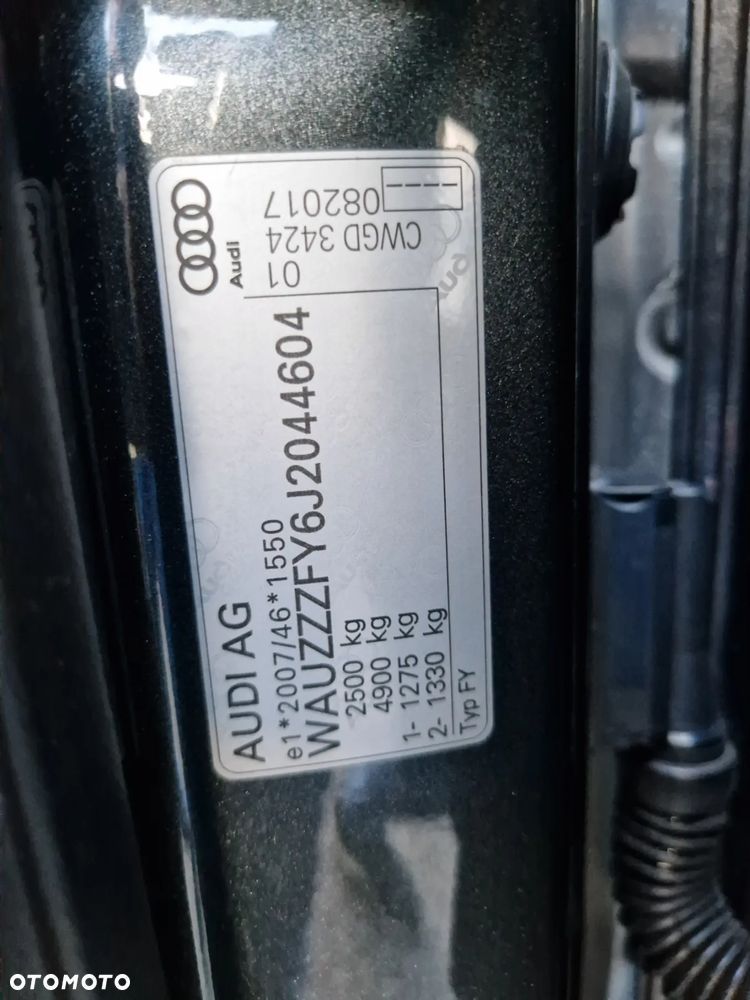 AUDI AG
e1*2007/46*1550
WAUZZZFY6J2044604
2500 kg
4900 kg
1- 1275 kg
2- 1330 kg
Typ FY
Audi
01
CWGD 3424
082017
----
Audi
OTOMOTO